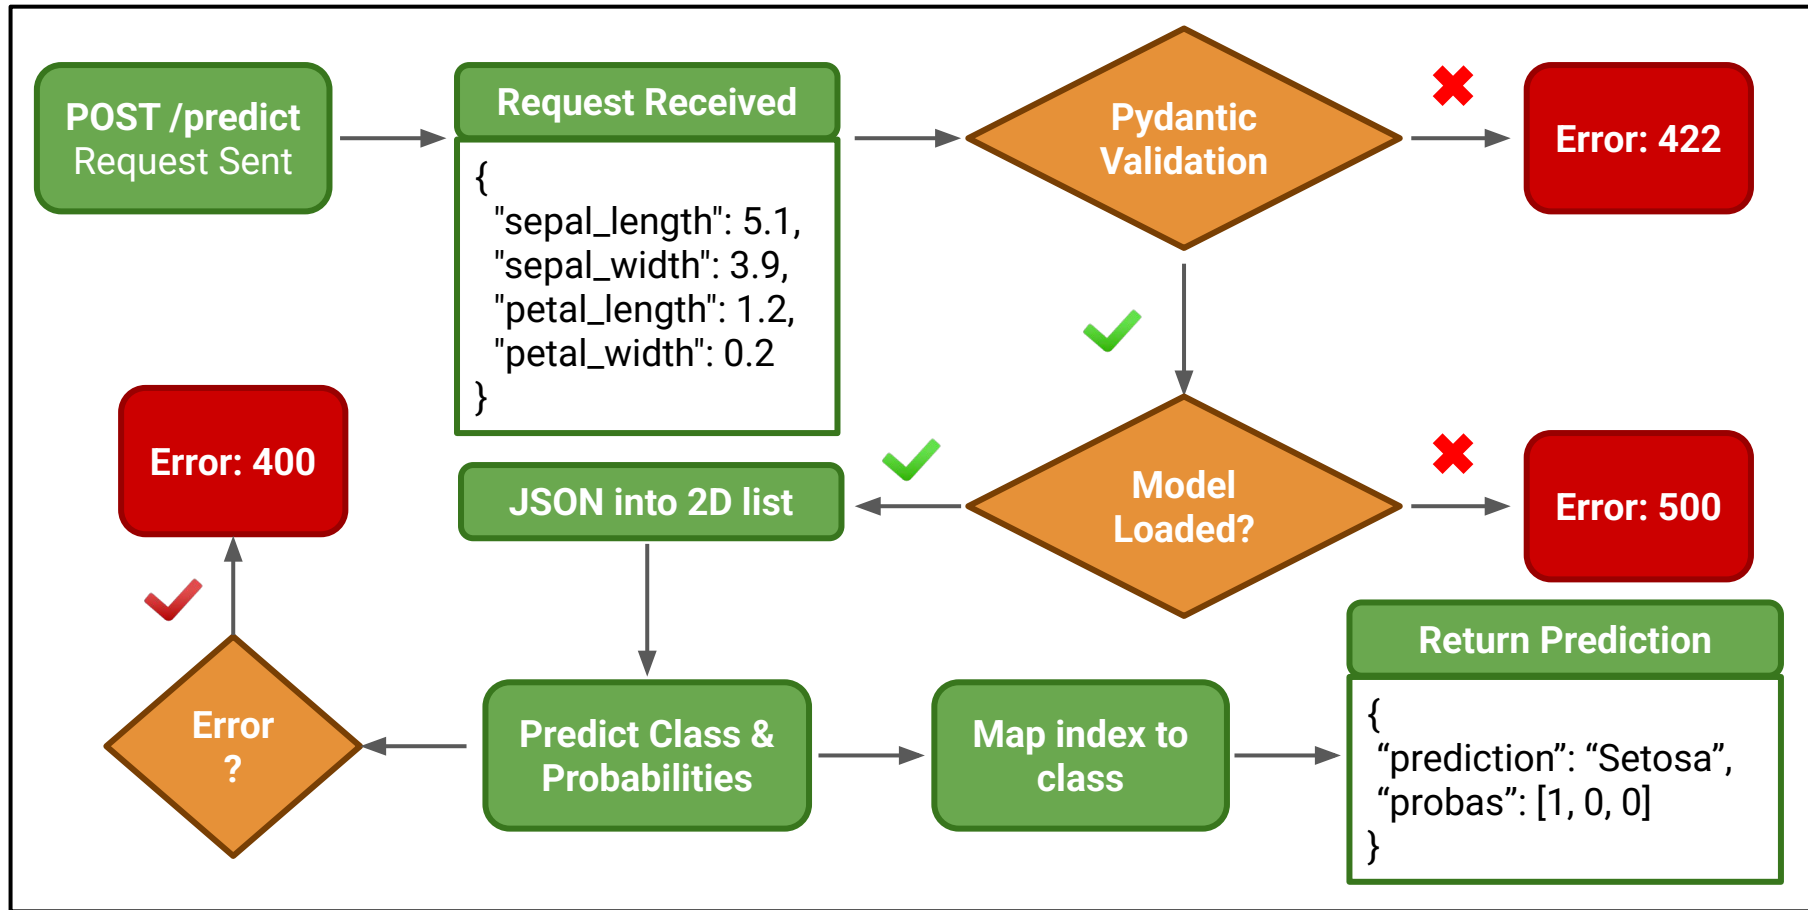 POST /predict
Request Sent
Request Received
{
"sepal_length": 5.1,
"sepal_width": 3.9,
"petal_length": 1.2,
"petal_width": 0.2
}
Pydantic
Validation
Error: 422
Model
Loaded?
Error: 500
JSON into 2D list
Predict Class &
Probabilities
Error
?
Error: 400
Map index to
class
Return Prediction
{
“prediction”: “Setosa”,
“probas”: [1, 0, 0]
}